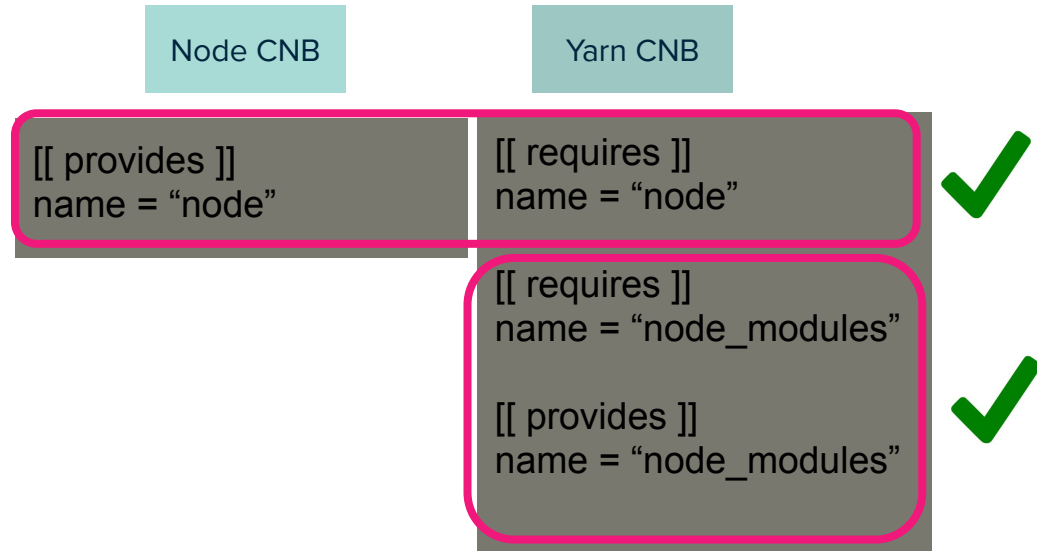 Node CNB
Yarn CNB
[[ provides ]]
name = “node”
[[ requires ]]
name = “node”
[[ requires ]]
name = “node_modules”
[[ provides ]]
name = “node_modules”